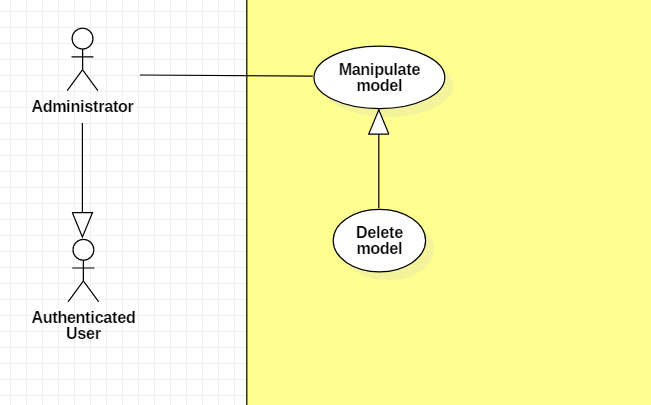 Administrator
Manipulate
model
Delete
model
Authenticated
User